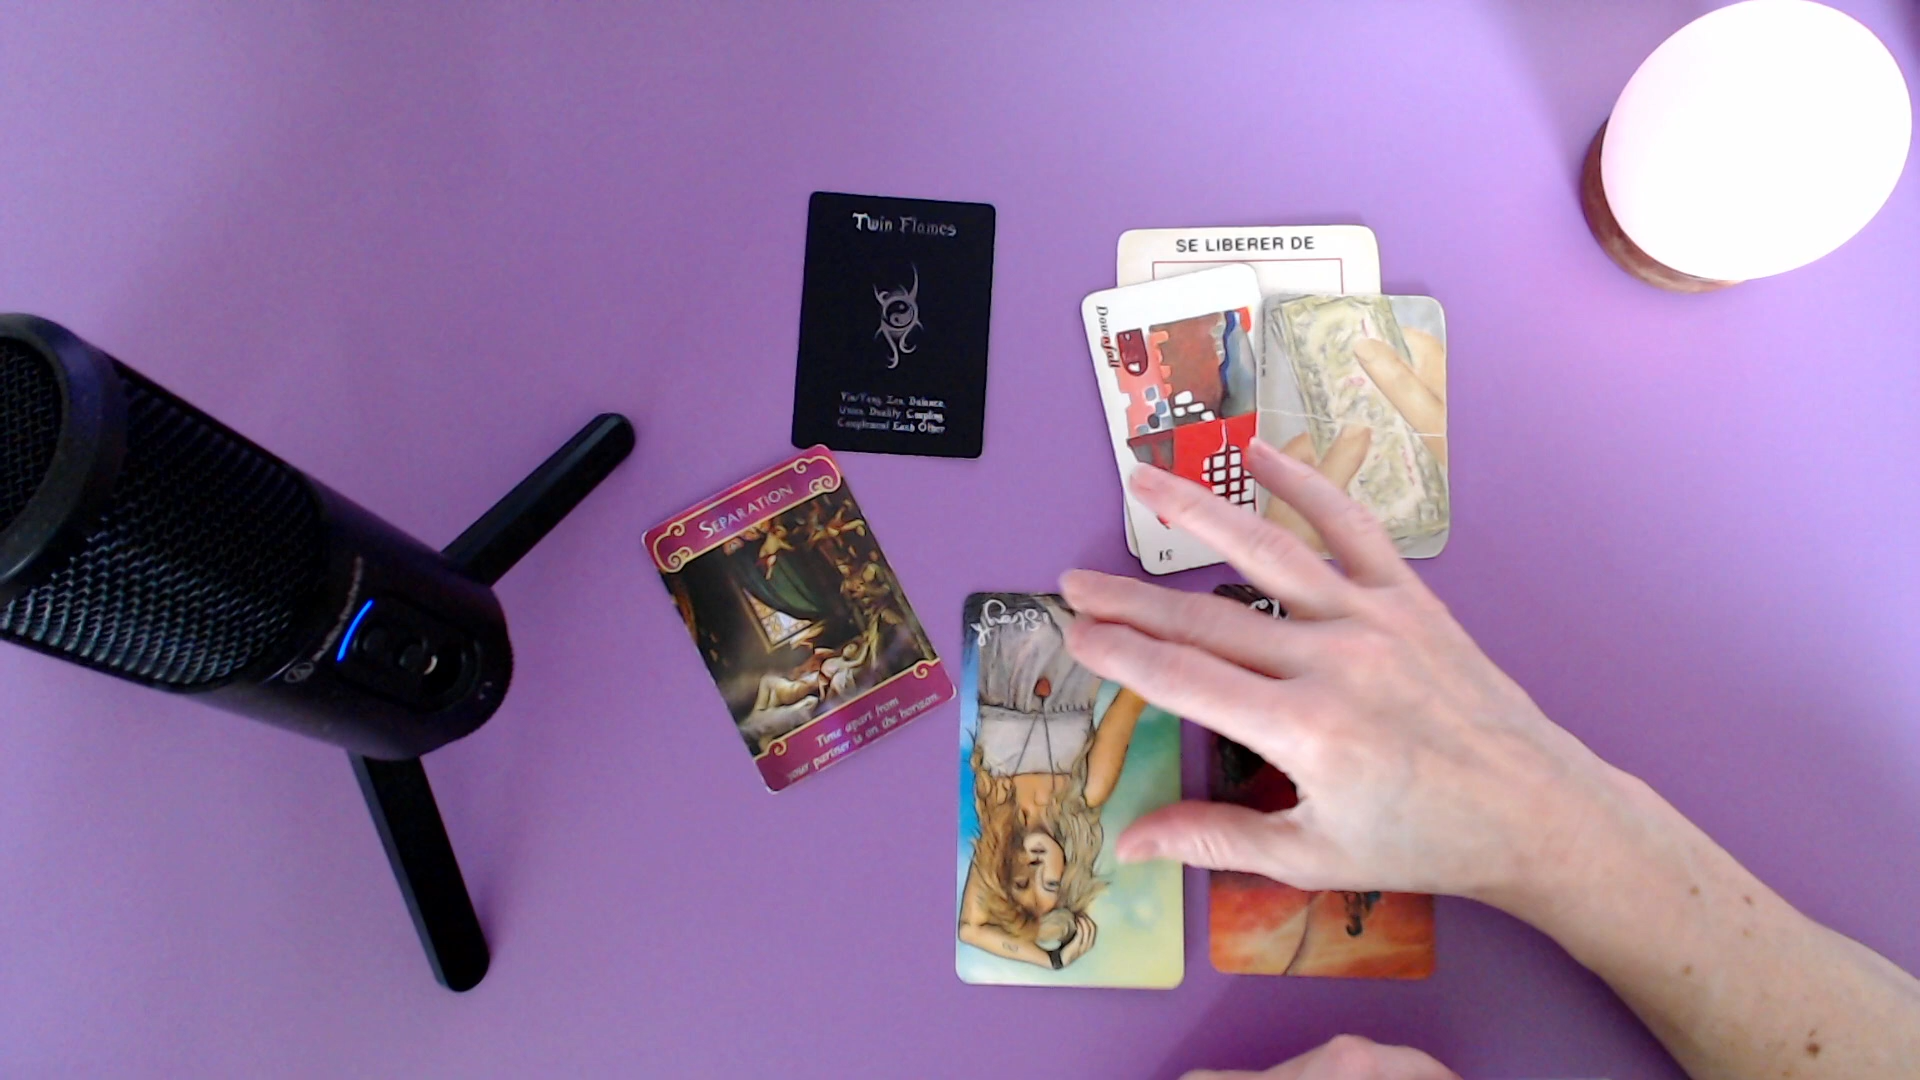 Twin Flames
Yin/Yang Zen Balance
Union Duality Coupling
Complement Each Other
SE LIBERER DE
Downfall
51
SEPARATION
Time apart from
your partner is on the horizon.